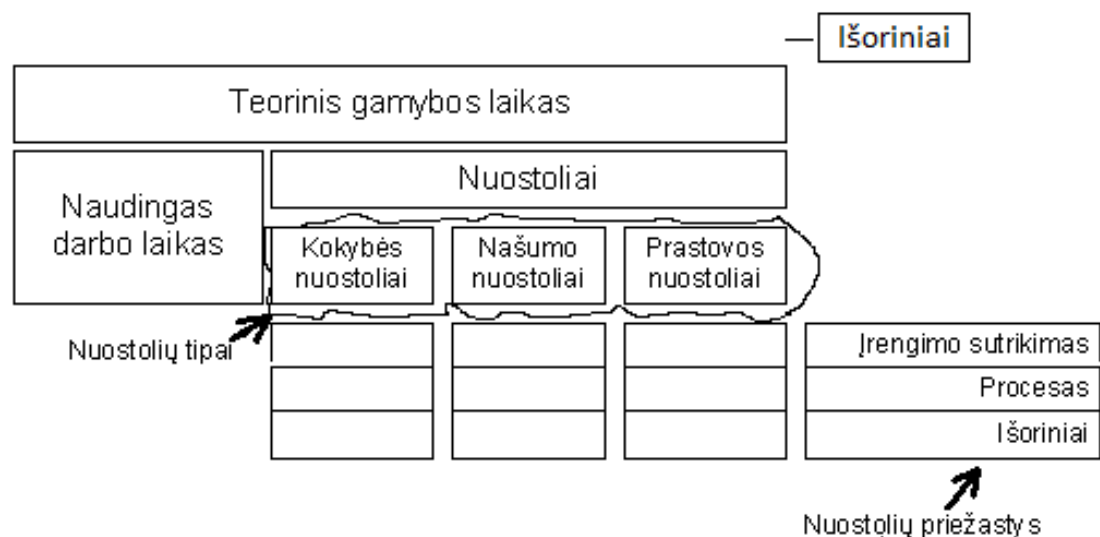 Išoriniai
Teorinis gamybos laikas
Naudingas
darbo laikas
Nuostoliai
Kokybės
nuostoliai
Našumo
nuostoliai
Prastovos
nuostoliai
Nuostolių tipai
Įrengimo sutrikimas
Procesas
Išoriniai
Nuostolių priežastys